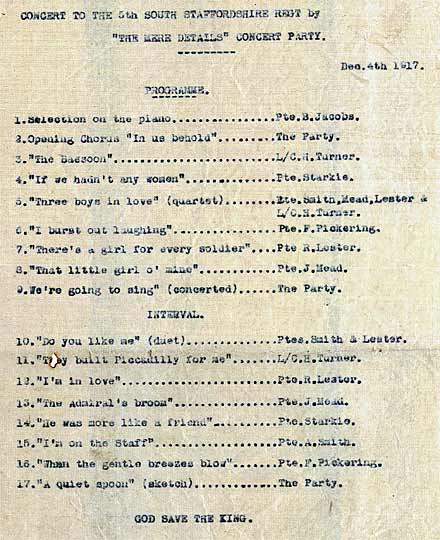 CONCERT TO THE 5th SOUTH STAFFORDSHIRE REGT by
"THE MERE DETAILS" CONCERT PARTY.
Dec.4th 1917.
PROGRAMME.
1.Selection on the piano...............Pte.B.Jacobs.
2.Opening Chorus "In us behold"........The Party.
3."The Bassoon"........................L/C.H.Turner.
4."If we hadn't any women".............Pte.Starkie.
5."Three boys in love" (quartet).......Pte.Smith,Mead,Lester &
L/C.H.Turner.
6."I burst out laughing"...............Pte.F.Pickering.
7."There's a girl for every soldier"...Pte R.Lester.
8."That little girl o' mine"...........Pte.J.Mead.
9.We're going to sing" (concerted).....The Party.
INTERVAL.
10."Do you like me" (duet).............Ptes.Smith & Lester.
11."They built Piccadilly for me"......L/C.H.Turner.
12."I'm in love".......................Pte.R.Lester.
13."The Admiral's broom"...............Pte.J.Mead.
14."He was more like a friend".........Pte.Starkie.
15."I'm on the Staff"..................Pte.A.Smith.
16."Whnn the gentle breezes blow"......Pte.F.Pickering.
17."A quiet spoon" (sketch)............The Party.
GOD SAVE THE KING.